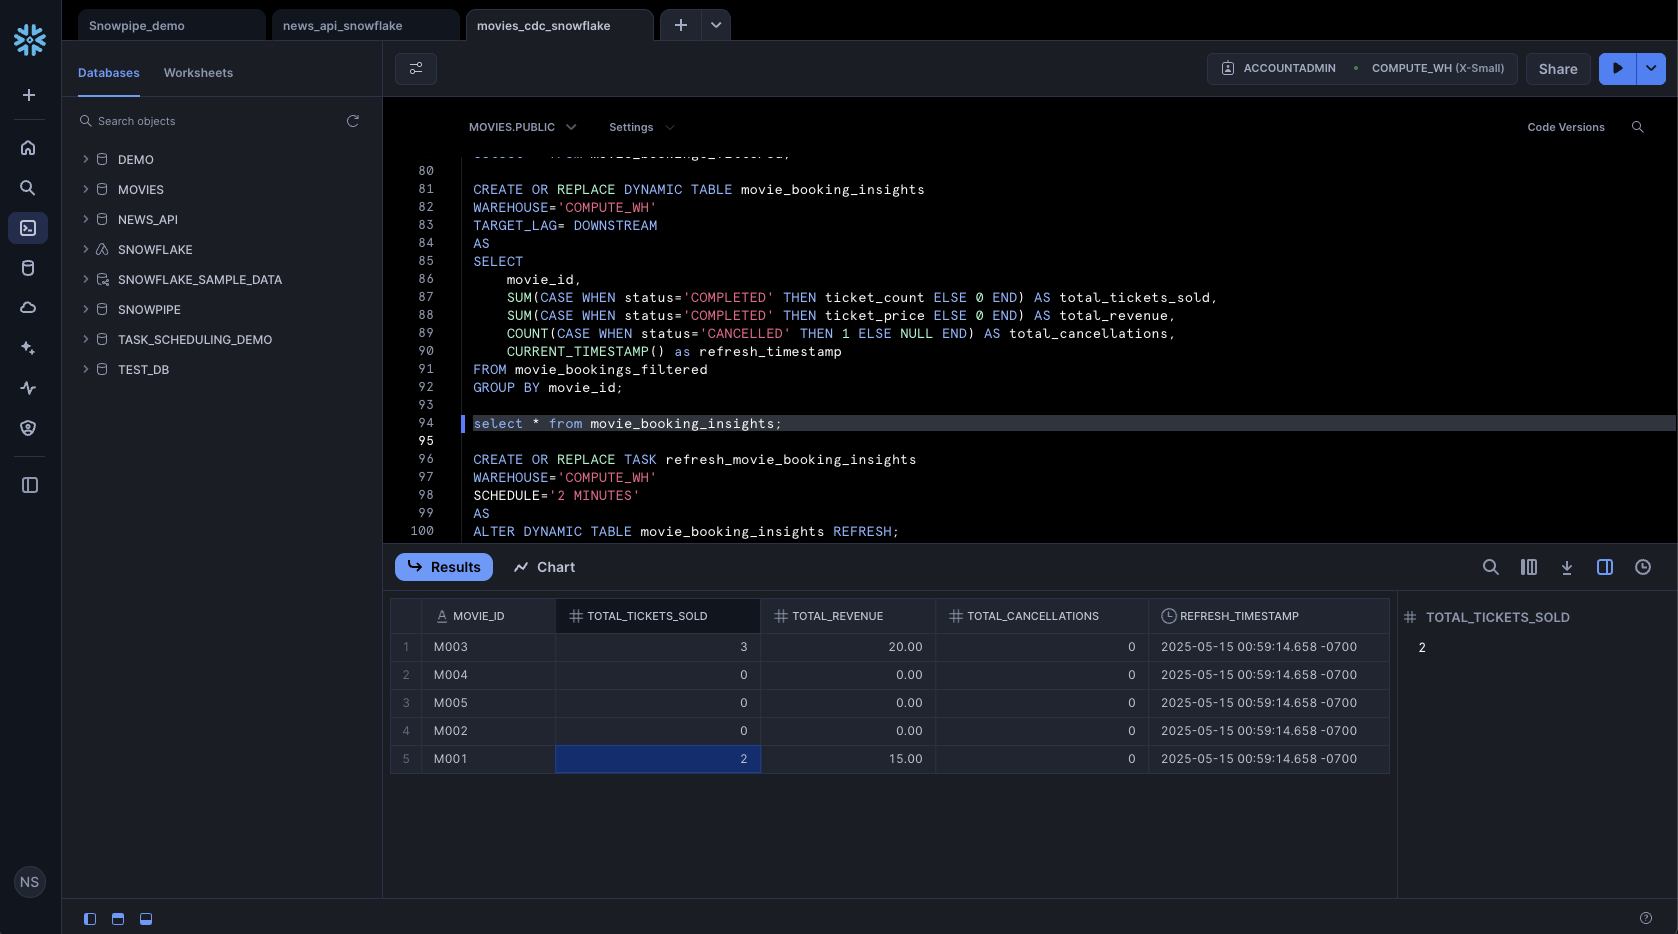 Snowpipe_demo
news_api_snowflake
movies_cdc_snowflake
Databases
Worksheets
ACCOUNTADMIN
COMPUTE_WH (X-Small)
Share
Search objects
DEMO
MOVIES
NEWS_API
SNOWFLAKE
SNOWFLAKE_SAMPLE_DATA
SNOWPIPE
TASK_SCHEDULING_DEMO
TEST_DB
NS
MOVIES.PUBLIC
Settings
Code Versions
80
81 CREATE OR REPLACE DYNAMIC TABLE movie_booking_insights
82 WAREHOUSE='COMPUTE_WH'
83 TARGET_LAG= DOWNSTREAM
84 AS
85 SELECT
86 movie_id,
87 SUM(CASE WHEN status='COMPLETED' THEN ticket_count ELSE 0 END) AS total_tickets_sold,
88 SUM(CASE WHEN status='COMPLETED' THEN ticket_price ELSE 0 END) AS total_revenue,
89 COUNT(CASE WHEN status='CANCELLED' THEN 1 ELSE NULL END) AS total_cancellations,
90 CURRENT_TIMESTAMP() as refresh_timestamp
91 FROM movie_bookings_filtered
92 GROUP BY movie_id;
93
94 select * from movie_booking_insights;
95
96 CREATE OR REPLACE TASK refresh_movie_booking_insights
97 WAREHOUSE='COMPUTE_WH'
98 SCHEDULE='2 MINUTES'
99 AS
100 ALTER DYNAMIC TABLE movie_booking_insights REFRESH;
Results
Chart
MOVIE_ID TOTAL_TICKETS_SOLD TOTAL_REVENUE TOTAL_CANCELLATIONS REFRESH_TIMESTAMP
1 M003 3 20.00 0 2025-05-15 00:59:14.658 -0700
2 M004 0 0.00 0 2025-05-15 00:59:14.658 -0700
3 M005 0 0.00 0 2025-05-15 00:59:14.658 -0700
4 M002 0 0.00 0 2025-05-15 00:59:14.658 -0700
5 M001 2 15.00 0 2025-05-15 00:59:14.658 -0700
TOTAL_TICKETS_SOLD
2